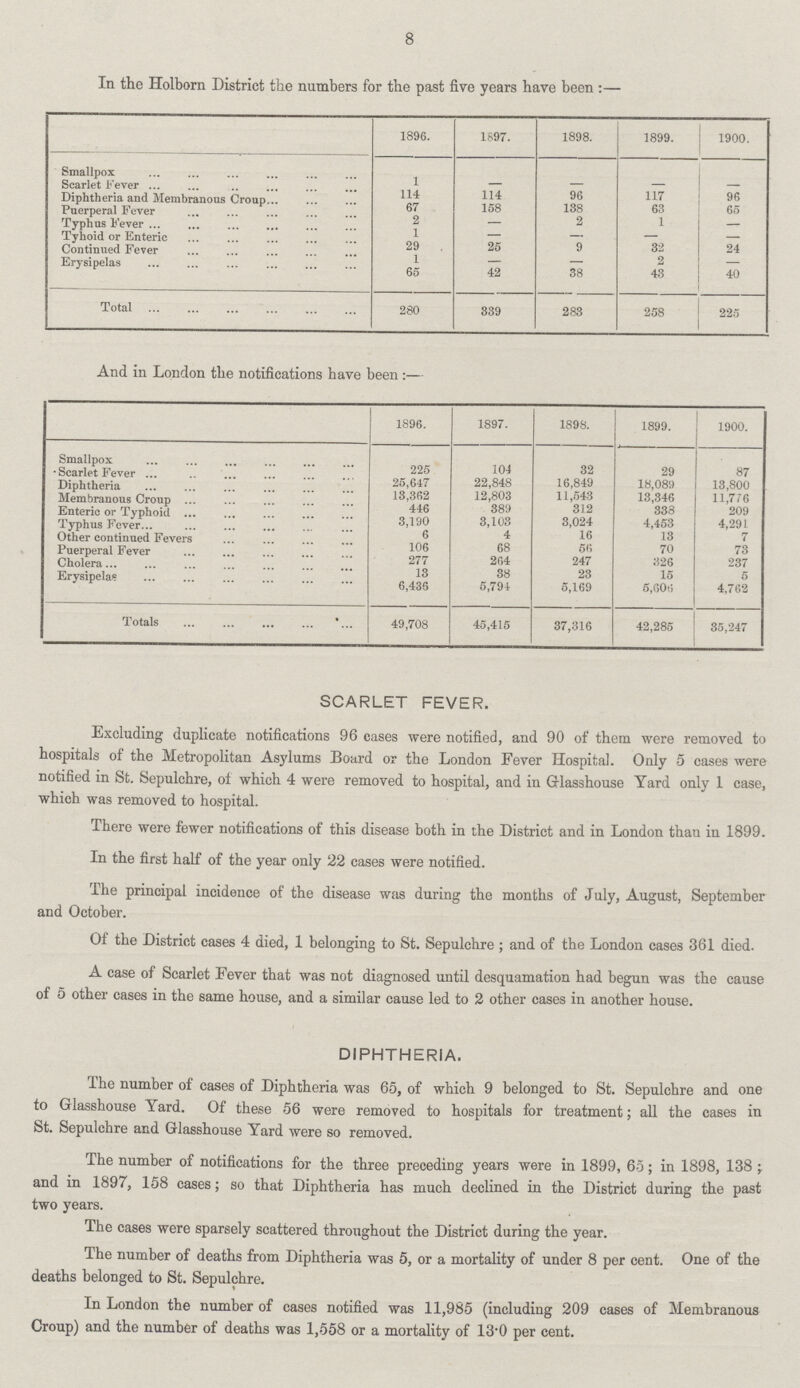 8
In the Holborn District the numbers for the past five years have been :—
1896. 1897. 1898. 1899. 1900.
Smallpox ... ... ... ... ... ... 1 — — — —
Scarlet Fever ... ... .. ... ... ... 114 114 96 117 96
Diphtheria and Membranous Croup... ... ... 67 158 138 63 65
Puerperal Fever ... ... ... ... ... 2 — 2 1 —
Typhus Fever ... ... ... ... ... ... 1 — — — —
Tyhoid or Enteric ... ... ... ... ... 29 25 9 32 24
Continued Fever ... ... ... ... ... 1 — — 2 —
Erysipelas ... ... ... ... ... ... 65 42 38 43 40
Total ... ... ... ... ... ... 280 339 283 258 225
And in London the notifications have been :—
1896. 1897. 1898. 1899. 1900.
Smallpox ... ... ... ... ... ... 225 104 32 29 87
Scarlet Fever ... .. ... ... ... ... 25,647 22,848 16,849 18,089 13,800
Diphtheria ... ... ... ... ... ... 13,362 12,803 11,543 13,346 11,776
Membranous Croup ... ... ... ... ... 446 389 312 338 209
Enteric or Typhoid ... ... ... ... ... 3,190 3,103 3,024 4,453 4,291
Typhus Fever... ... ... ... ... ... 6 4 16 13 7
Other continued Fevers ... ... ... ... 106 68 56 70 73
Puerperal Fever ... ... ... ... ... 277 264 247 326 237
Cholera ... ... ... ... ... ... ... 13 38 23 15 5
Erysipelas ... ... ... ... ... ... 6,436 5,794 5,169 5,606 4,762
Totals ... ... ... ... ... 49,708 45,415 37,316 42,285 35,247
SCARLET FEVER.
Excluding duplicate notifications 96 cases were notified, and 90 of them were removed to
hospitals of the Metropolitan Asylums Board or the London Fever Hospital. Only 5 cases were
notified in St. Sepulchre, of which 4 were removed to hospital, and in Glasshouse Yard only 1 case,
which was removed to hospital.
There were fewer notifications of this disease both in the District and in London than in 1899.
In the first half of the year only 22 cases were notified.
The principal incidence of the disease was during the months of July, August, September
and October.
Of the District cases 4 died, 1 belonging to St. Sepulchre ; and of the London cases 361 died.
A case of Scarlet Fever that was not diagnosed until desquamation had begun was the cause
of 5 other cases in the same house, and a similar cause led to 2 other cases in another house.
DIPHTHERIA.
The number of cases of Diphtheria was 65, of which 9 belonged to St. Sepulchre and one
to Glasshouse Yard. Of these 56 were removed to hospitals for treatment; all the cases in
St. Sepulchre and Glasshouse Yard were so removed.
The number of notifications for the three preceding years were in 1899, 65; in 1898, 138 ;
and in 1897, 158 cases; so that Diphtheria has much declined in the District during the past
two years.
The cases were sparsely scattered throughout the District during the year.
The number of deaths from Diphtheria was 5, or a mortality of under 8 per cent. One of the
deaths belonged to St. Sepulchre.
In London the number of cases notified was 11,985 (including 209 cases of Membranous
Croup) and the number of deaths was 1,558 or a mortality of 13·0 per cent.